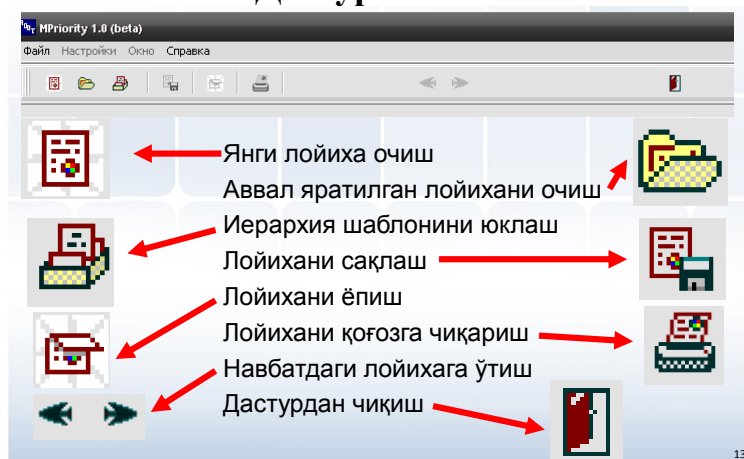 MPriority 1.0 (beta)
Файл Настройки Окно Справка
Янги лойиха очиш
Аввал яратилган лойихани очиш
Иерархия шаблонини юклаш
Лойихани сақлаш
Лойихани ёпиш
Лойихани қоғозга чиқариш
Навбатдаги лойихага ўтиш
Дастурдан чиқиш
13